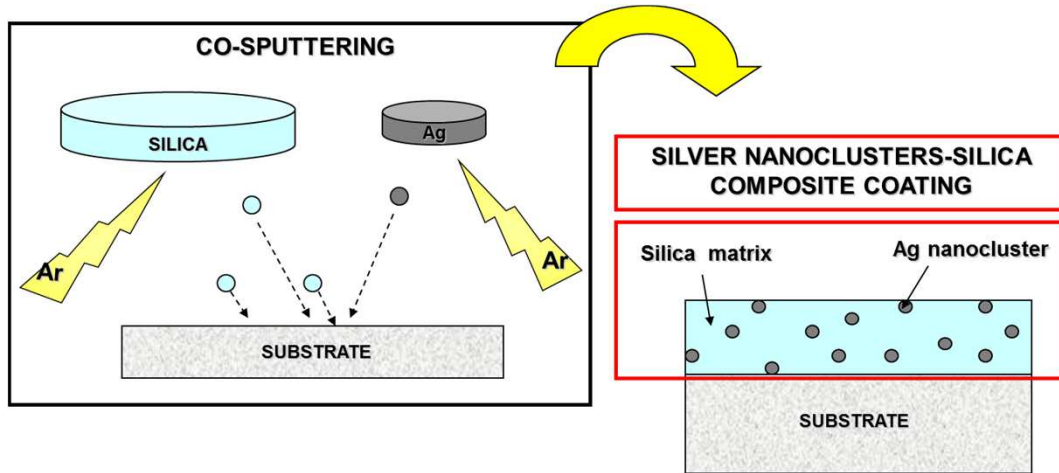 CO-SPUTTERING
SILICA
Ag
Ar
Ar
SUBSTRATE
SILVER NANOCLUSTERS-SILICA
COMPOSITE COATING
Silica matrix
Ag nanocluster
SUBSTRATE